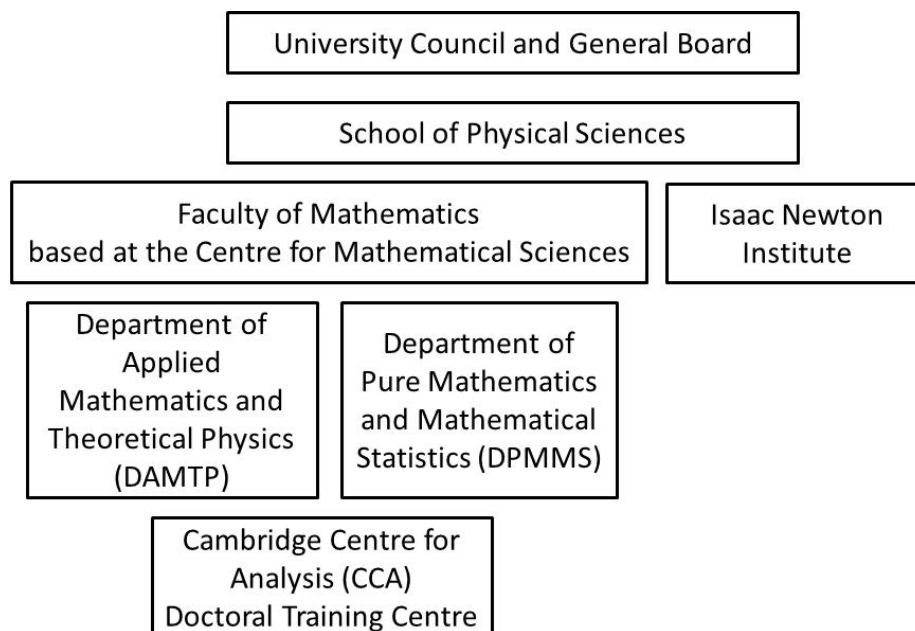 University Council and General Board
School of Physical Sciences
Faculty of Mathematics
based at the Centre for Mathematical Sciences
Isaac Newton
Institute
Department of
Applied
Mathematics and
Theoretical Physics
(DAMTP)
Department of
Pure Mathematics
and Mathematical
Statistics (DPMMS)
Cambridge Centre for
Analysis (CCA)
Doctoral Training Centre